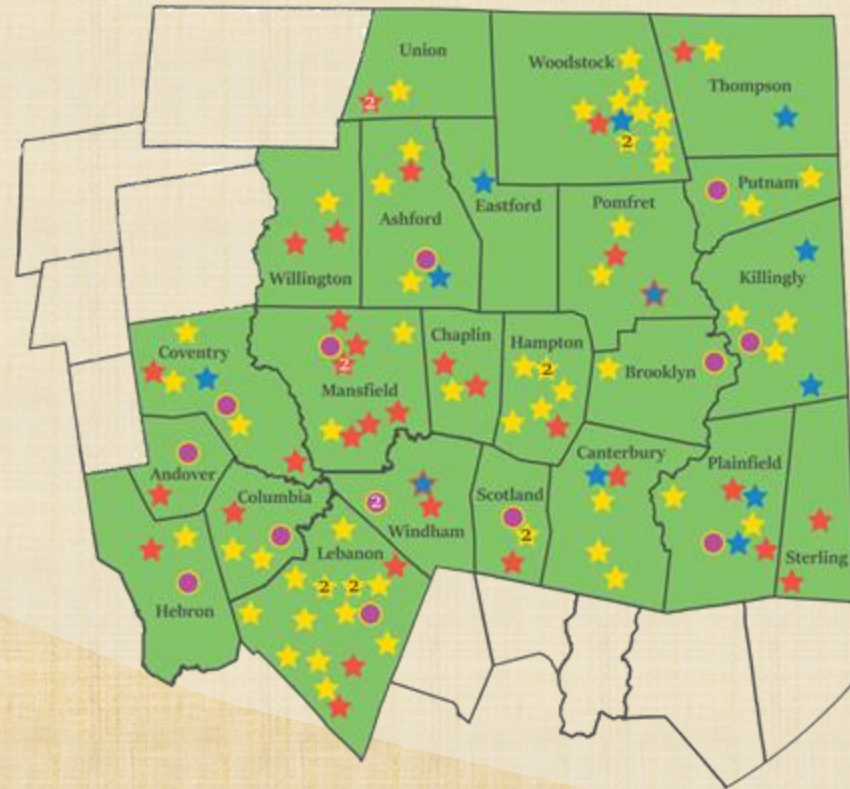 Union
Woodstock
Thompson
2
2
Putnam
Eastford
Pomfret
Ashford
Willington
Killingly
Coventry
Chaplin
Hampton
2
2
Brooklyn
Mansfield
Andover
Canterbury
Plainfield
Columbia
2
Scotland
2
Windham
Lebanon
Sterling
2
2
Hebron